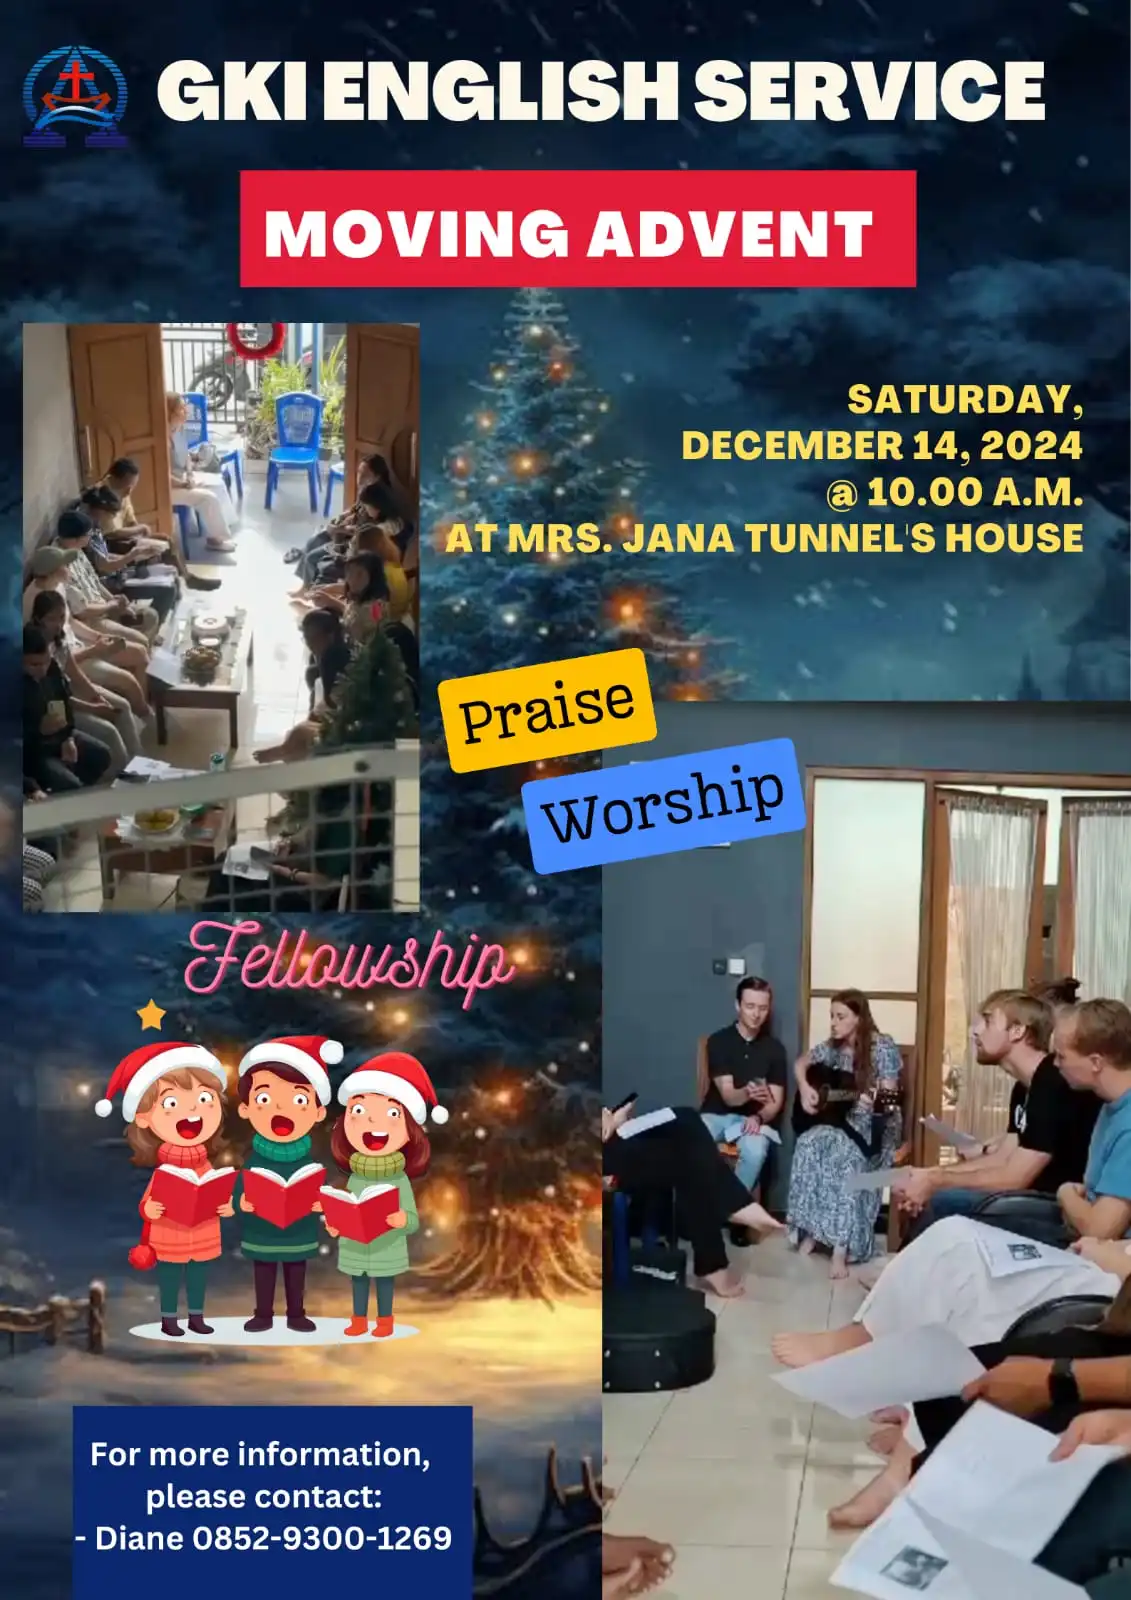 GKI ENGLISH SERVICE
MOVING ADVENT
SATURDAY,
DECEMBER 14, 2024
@ 10.00 A.M.
AT MRS. JANA TUNNEL'S HOUSE
Praise
Worship
Fellowship
For more information,
please contact:
- Diane 0852-9300-1269